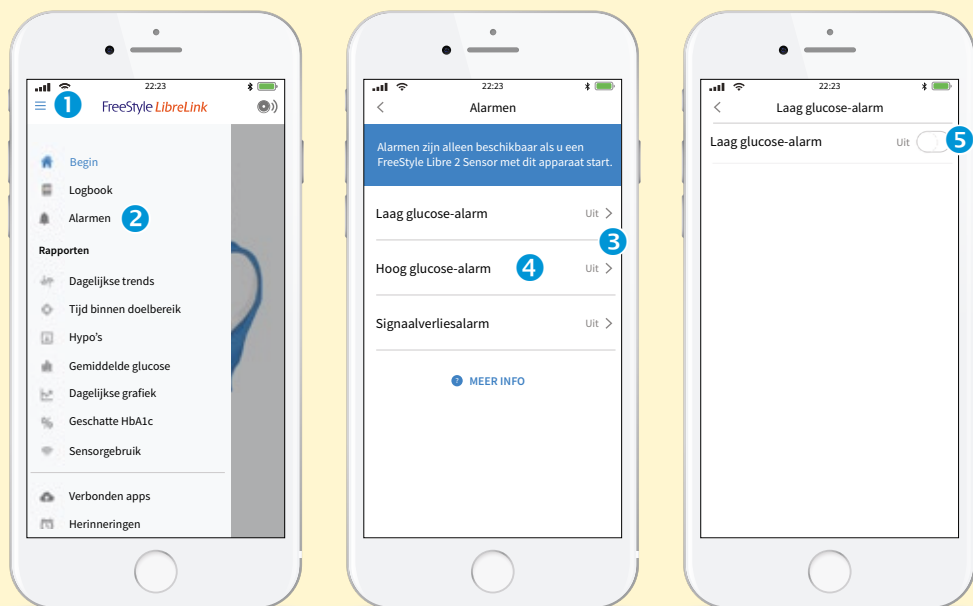 22:23
1
FreeStyle LibreLink
Begin
Logbook
Alarmen 2
Rapporten
Dagelijkse trends
Tijd binnen doelbereik
Hypo's
Gemiddelde glucose
Dagelijkse grafiek
Geschatte HbA1c
Sensorgebruik
Verbonden apps
Herinneringen
22:23
Alarmen
Alarmen zijn alleen beschikbaar als u een
FreeStyle Libre 2 Sensor met dit apparaat start.
Laag glucose-alarm Uit >
3
Hoog glucose-alarm 4 Uit >
Signaalverliesalarm Uit >
? MEER INFO
22:23
Laag glucose-alarm
Laag glucose-alarm Uit 5